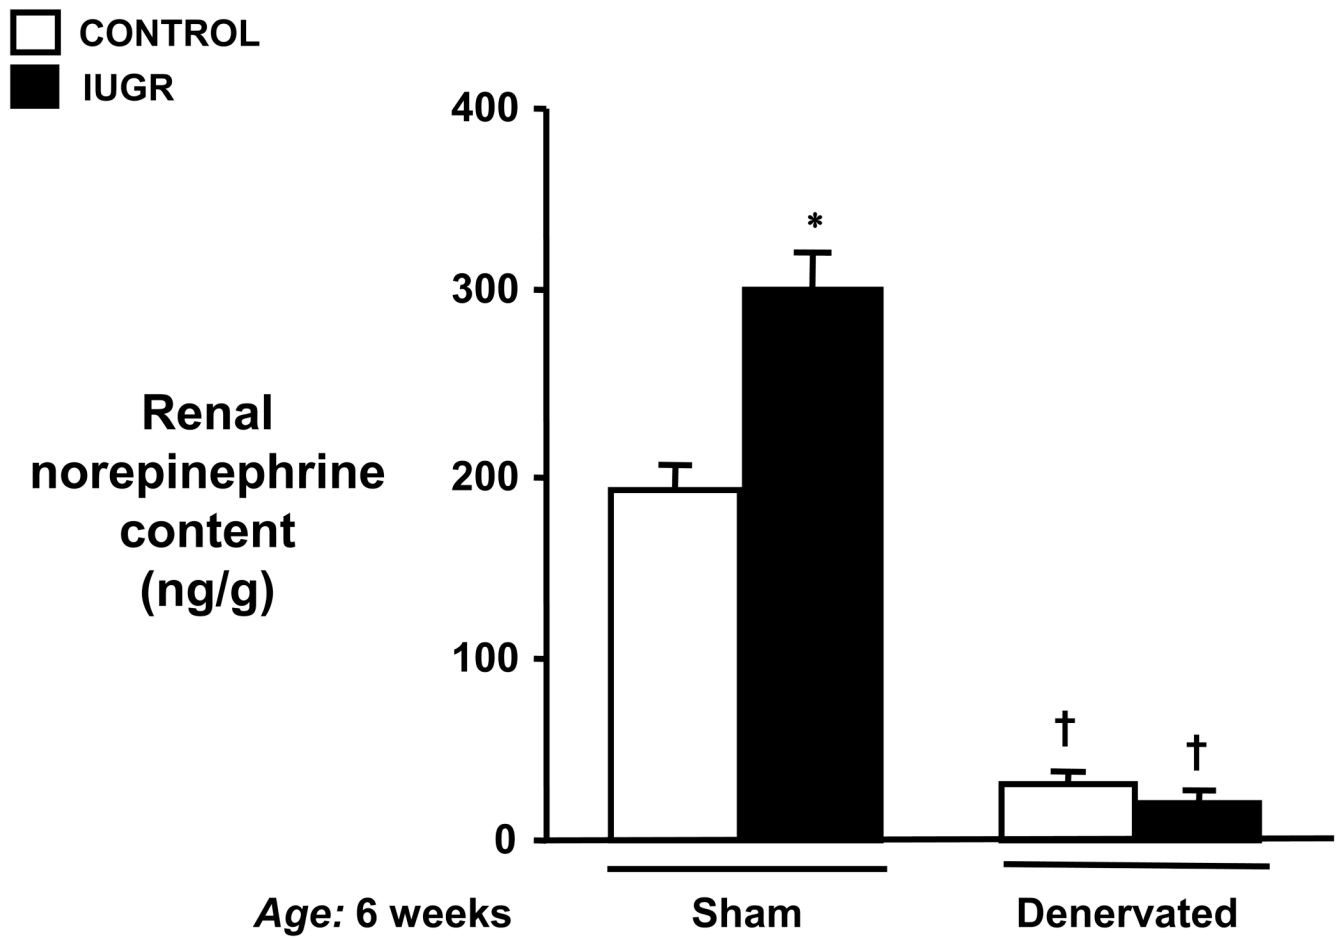 CONTROL
IUGR
400
*
300
Renal
norepinephrine
content
(ng/g)
200
100
†
†
0
Age: 6 weeks Sham Denervated